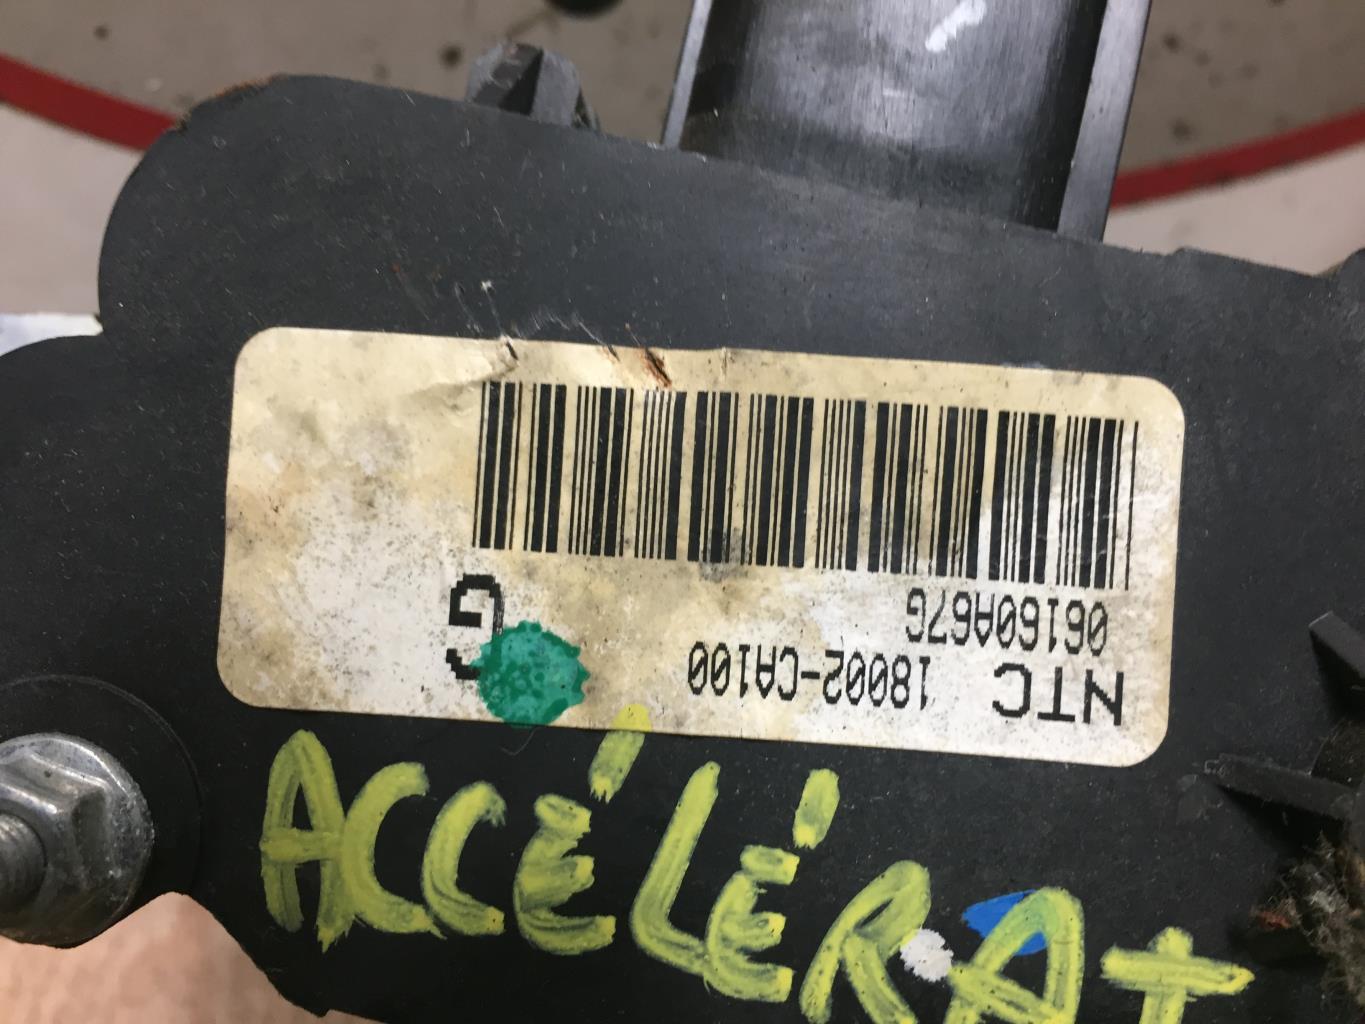 NTC 18002-CA100
06160A67G
G
ACCÉLÉRAT